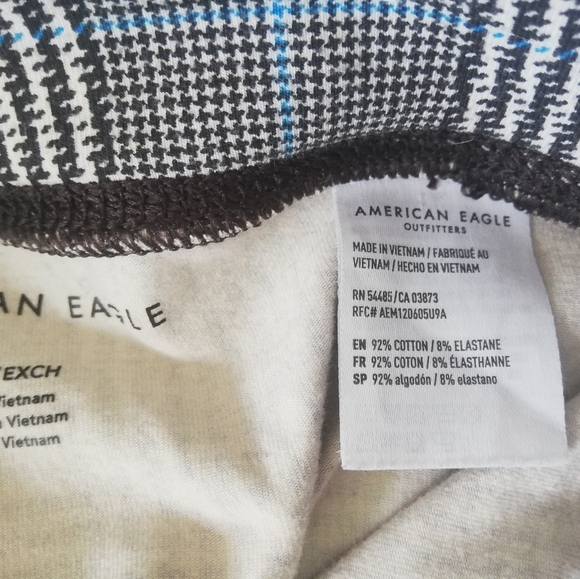 AMERICAN EAGLE
OUTFITTERS
MADE IN VIETNAM / FABRIQUÉ AU
VIETNAM / HECHO EN VIETNAM
RN 54485/CA 03873
RFC# AEM120605U9A
EN 92% COTTON / 8% ELASTANE
FR 92% COTON / 8% ÉLASTHANNE
SP 92% algodón / 8% elastano
AN EAGLE
EXCH
Vietnam
Vietnam
Vietnam